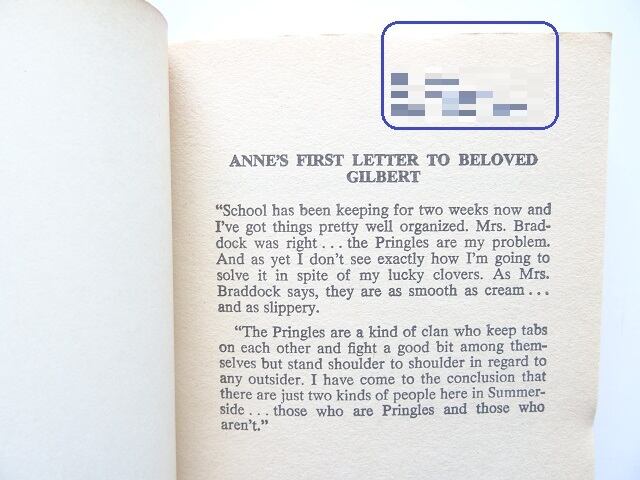 ANNE'S FIRST LETTER TO BELOVED
GILBERT
"School has been keeping for two weeks now and
I've got things pretty well organized. Mrs. Brad-
dock was right . . . the Pringles are my problem.
And as yet I don't see exactly how I'm going to
solve it in spite of my lucky clovers. As Mrs.
Braddock says, they are as smooth as cream . . .
and as slippery.
"The Pringles are a kind of clan who keep tabs
on each other and fight a good bit among them-
selves but stand shoulder to shoulder in regard to
any outsider. I have come to the conclusion that
there are just two kinds of people here in Summer-
side . . . those who are Pringles and those who
aren't."